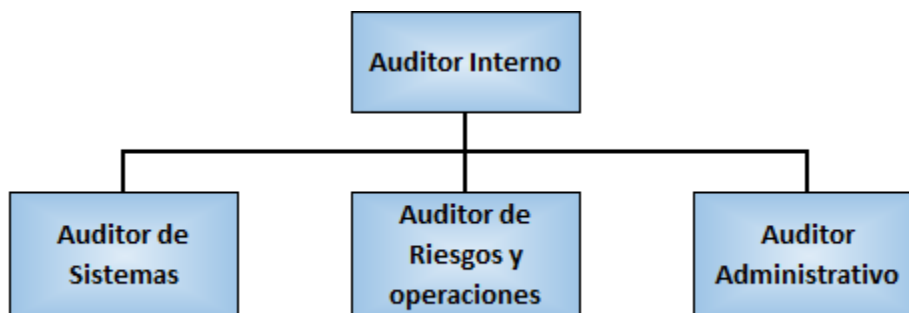 Auditor Interno
Auditor de
Sistemas
Auditor de
Riesgos y
operaciones
Auditor
Administrativo